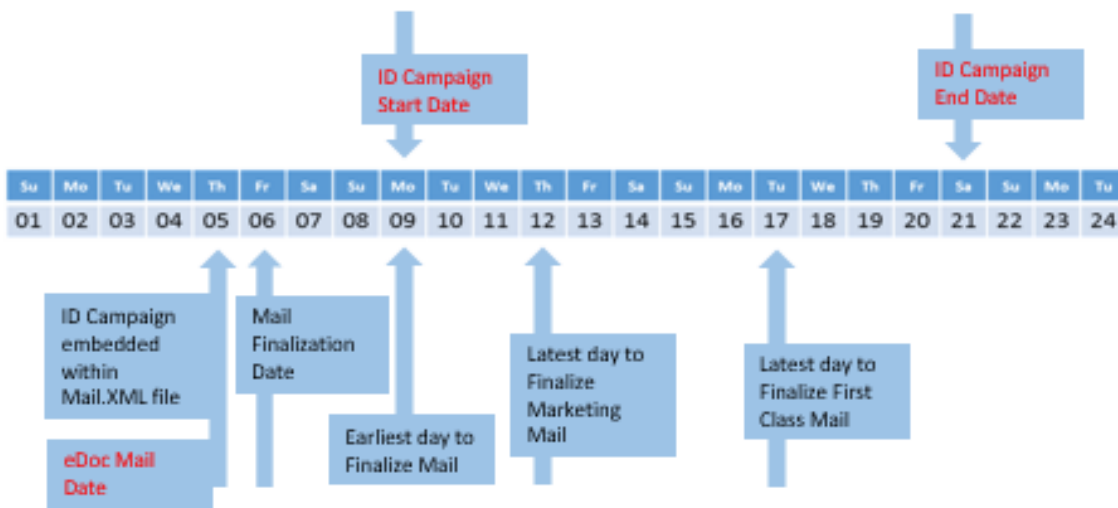 ID Campaign
Start Date
ID Campaign
End Date
Su Mo Tu We Th Fr Sa Su Mo Tu We Th Fr Sa Su Mo Tu We Th Fr Sa Su Mo Tu
01 02 03 04 05 06 07 08 09 10 11 12 13 14 15 16 17 18 19 20 21 22 23 24
ID Campaign
embedded
within
Mail.XML file
eDoc Mail
Date
Mail
Finalization
Date
Earliest day to
Finalize Mail
Latest day to
Finalize
Marketing
Mail
Latest day to
Finalize First
Class Mail